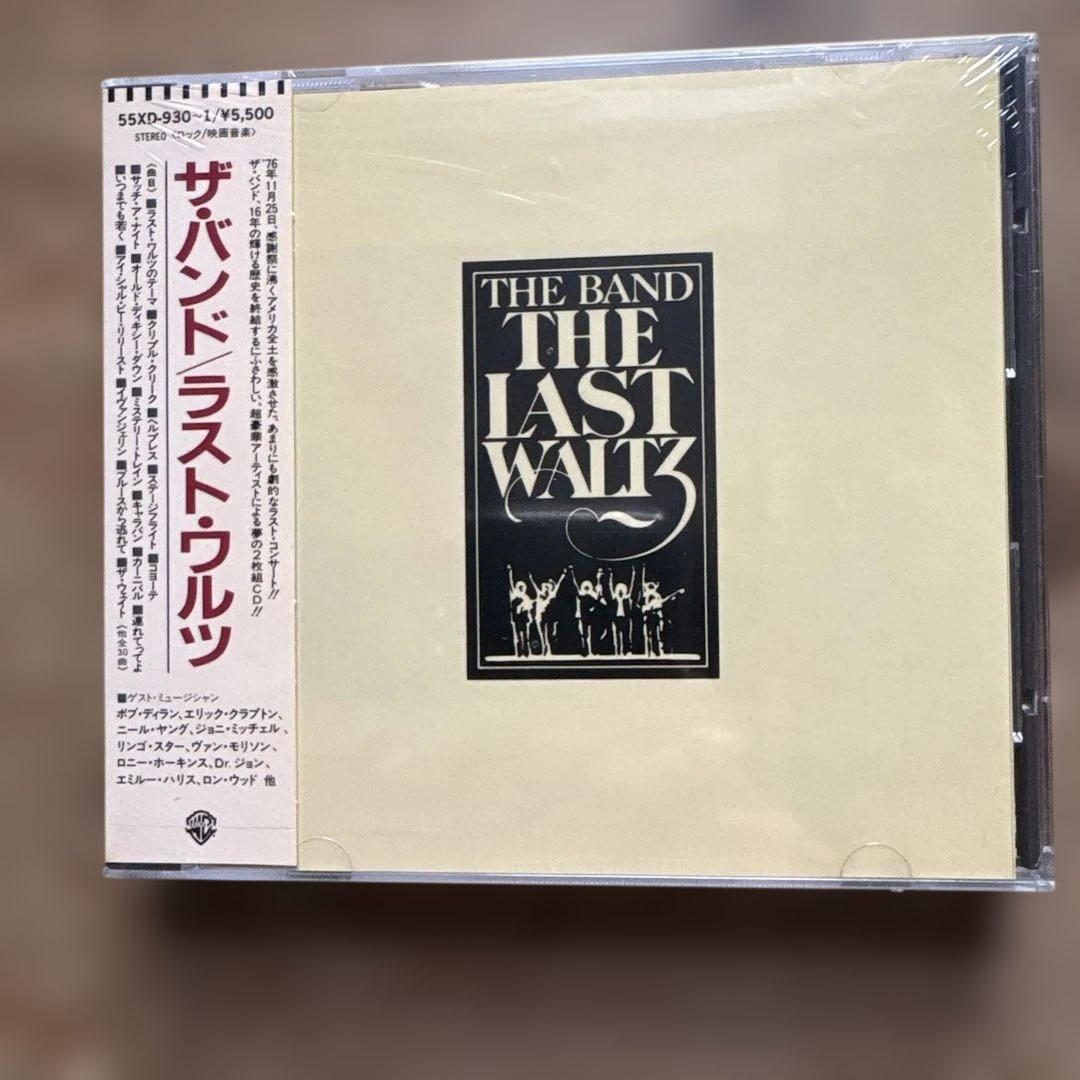 55XD-930~1/¥5,500
STEREO〈ロック/映画音楽〉
'76年11月25日、感謝祭に沸くアメリカ全土を感激させた、あまりにも劇的なラスト・コンサート!!
ザ・バンド、16年の輝ける歴史を終結するにふさわしい、超豪華アーティストによる夢の2枚組CD!!
ザ・バンド/ラスト・ワルツ
〈曲目〉■ラスト・ワルツのテーマ■クリプル・クリーク■ヘルプレス■ステージフライト■コヨーテ
■サッチ・ア・ナイト■オールド・ディキシー・ダウン■ミステリー・トレイン■キャラバン■カーニバル■連れてってよ
■いつまでも若く■アイ・シャル・ビー・リリースト■イヴァンジェリン■ブルースから逃れて■ザ・ウェイト〈他全30曲〉
■ゲスト・ミュージシャン
ボブ・ディラン、エリック・クラプトン、
ニール・ヤング、ジョニ・ミッチェル、
リンゴ・スター、ヴァン・モリソン、
ロニー・ホーキンス、Dr.ジョン、
エミルー・ハリス、ロン・ウッド 他
THE BAND
THE
LAST
WALTZ